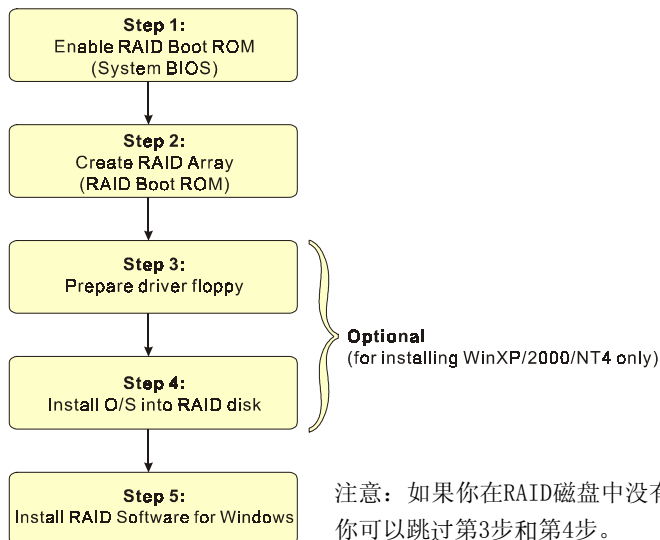 Step 1:
Enable RAID Boot ROM
(System BIOS)
Step 2:
Create RAID Array
(RAID Boot ROM)
Step 3:
Prepare driver floppy
Step 4:
Install O/S into RAID disk
Optional
(for installing WinXP/2000/NT4 only)
Step 5:
Install RAID Software for Windows
注意：如果你在RAID磁盘中没有
你可以跳过第3步和第4步。